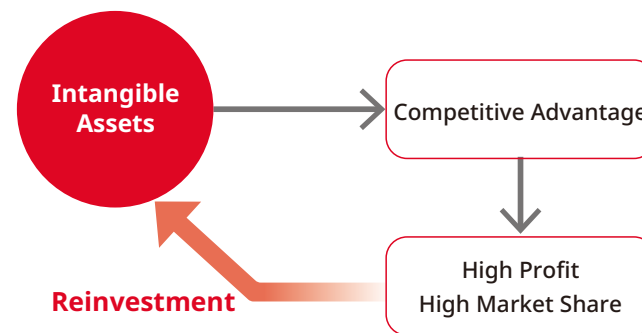 Intangible
Assets
Competitive Advantage
High Profit
High Market Share
Reinvestment